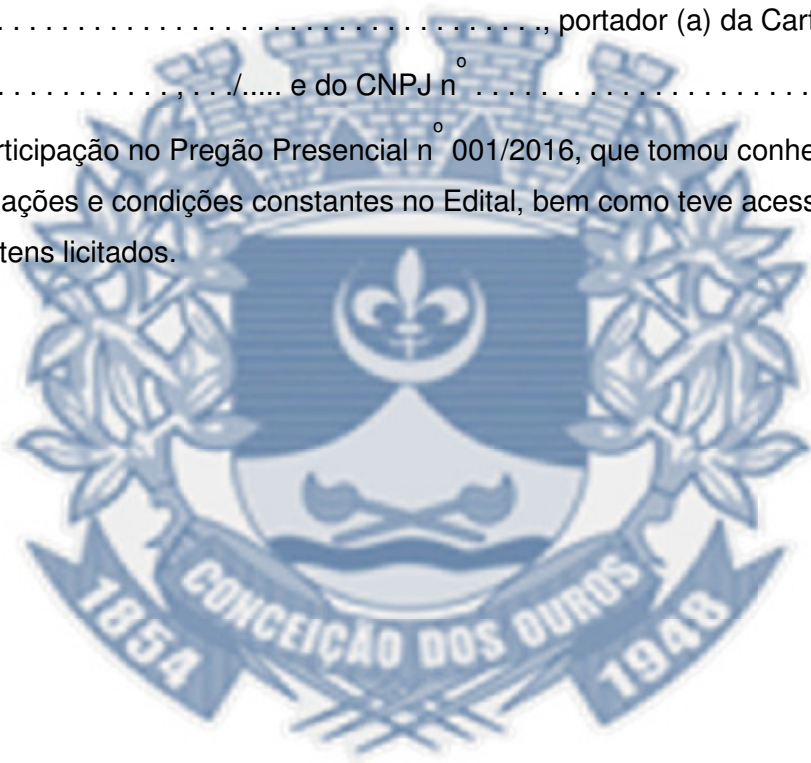 . . . . . . . . . . . . . . . . . . . . . . . . . . . . . . . . . . ., portador (a) da Cart
. . . . . . . . . . . , . . ./..... e do CNPJ nº . . . . . . . . . . . . . . . . . . . . .
rticipação no Pregão Presencial nº 001/2016, que tomou conhe
ações e condições constantes no Edital, bem como teve acess
tens licitados.
1854 CONCEIÇÃO DOS OUROS 1948